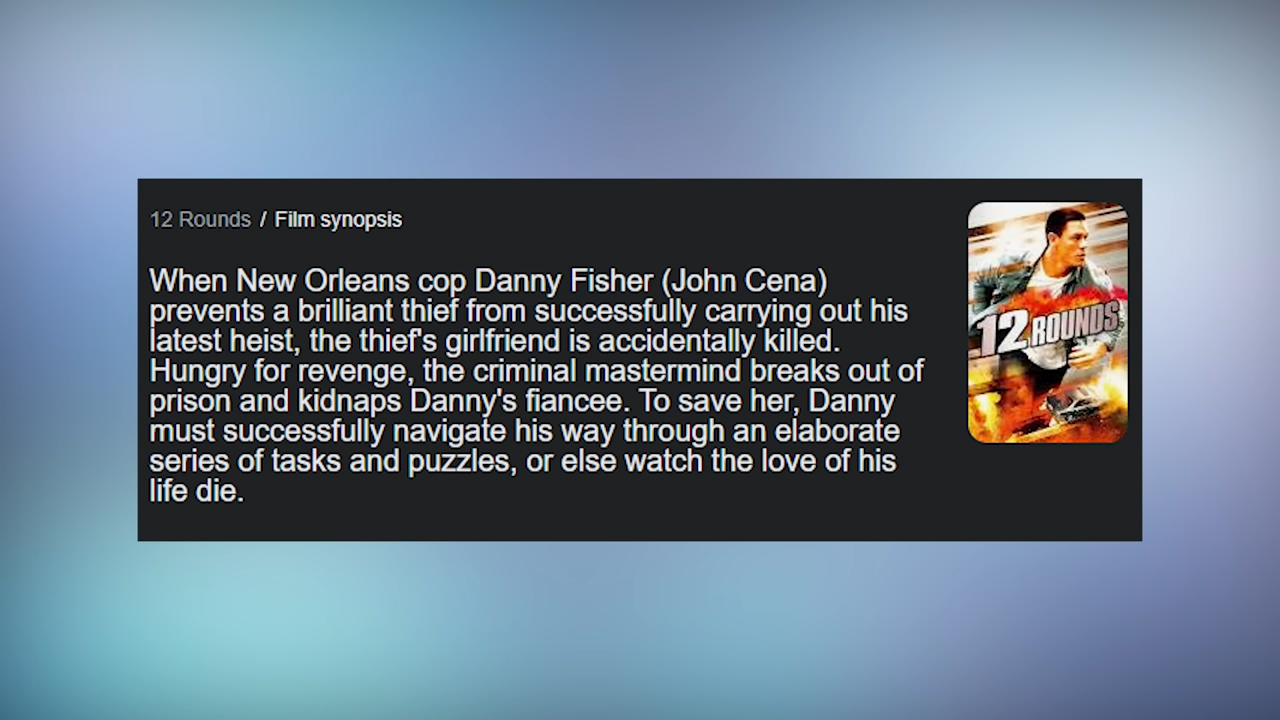 12 Rounds / Film synopsis
When New Orleans cop Danny Fisher (John Cena)
prevents a brilliant thief from successfully carrying out his
latest heist, the thief's girlfriend is accidentally killed.
Hungry for revenge, the criminal mastermind breaks out of
prison and kidnaps Danny's fiancee. To save her, Danny
must successfully navigate his way through an elaborate
series of tasks and puzzles, or else watch the love of his
life die.
12 ROUNDS